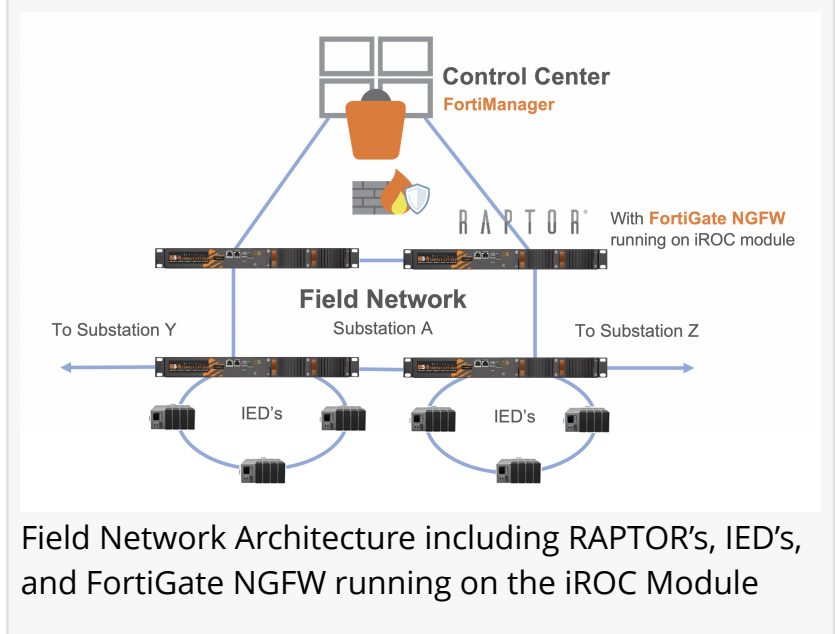 Control Center
FortiManager
RAPTOR®
With FortiGate NGFW
running on iROC module
Field Network
Substation A
To Substation Y
To Substation Z
IED's
IED's
Field Network Architecture including RAPTOR’s, IED’s,
and FortiGate NGFW running on the iROC Module